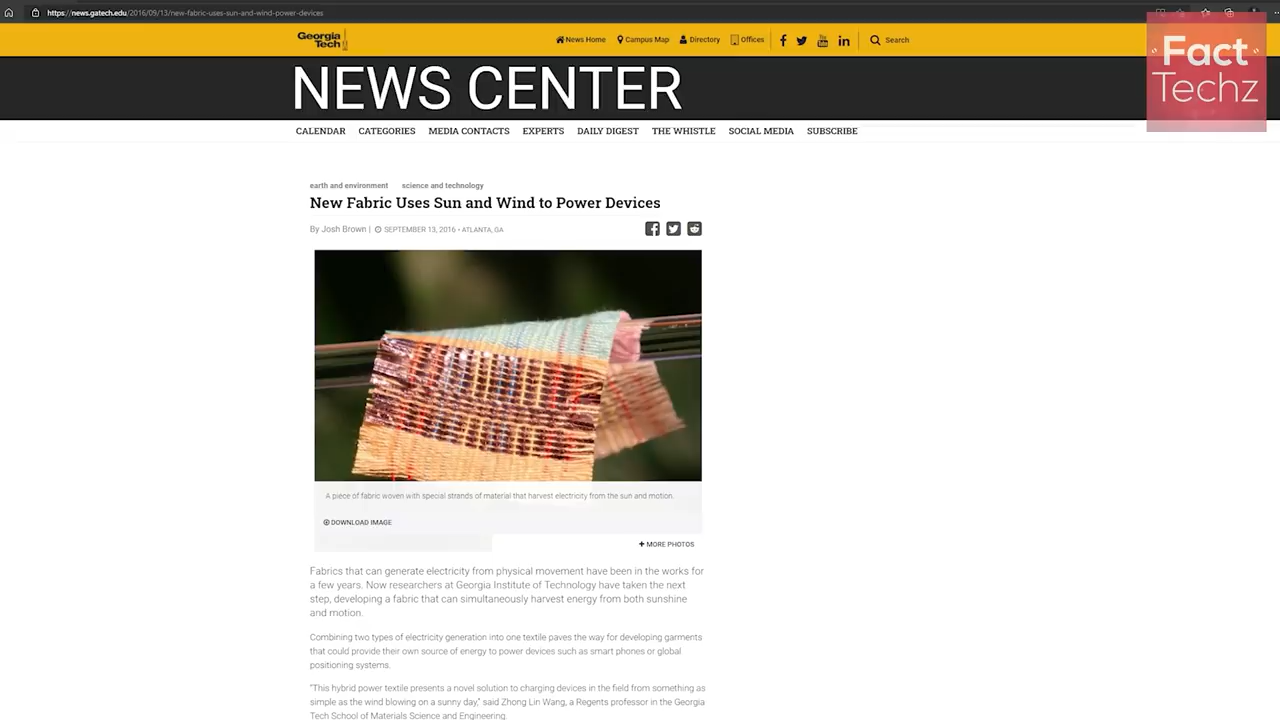 https://news.gatech.edu/2016/09/13/new-fabric-uses-sun-and-wind-power-devices
Georgia
Tech
News Home Campus Map Directory Offices Search
Fact
Techz
NEWS CENTER
CALENDAR CATEGORIES MEDIA CONTACTS EXPERTS DAILY DIGEST THE WHISTLE SOCIAL MEDIA SUBSCRIBE
earth and environment science and technology
New Fabric Uses Sun and Wind to Power Devices
By Josh Brown | SEPTEMBER 13, 2016 • ATLANTA, GA
A piece of fabric woven with special strands of material that harvest electricity from the sun and motion.
DOWNLOAD IMAGE
+ MORE PHOTOS
Fabrics that can generate electricity from physical movement have been in the works for
a few years. Now researchers at Georgia Institute of Technology have taken the next
step, developing a fabric that can simultaneously harvest energy from both sunshine
and motion.
Combining two types of electricity generation into one textile paves the way for developing garments
that could provide their own source of energy to power devices such as smart phones or global
positioning systems.
“This hybrid power textile presents a novel solution to charging devices in the field from something as
simple as the wind blowing on a sunny day,” said Zhong Lin Wang, a Regents professor in the Georgia
Tech School of Materials Science and Engineering.